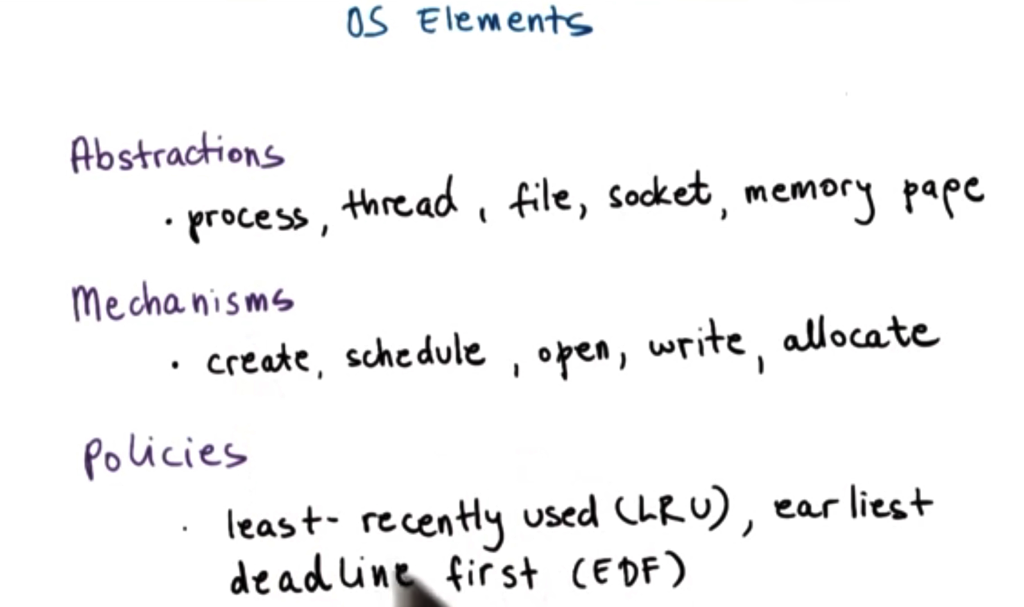 OS Elements
Abstractions
· process, thread, file, socket, memory page
Mechanisms
· create, schedule, open, write, allocate
Policies
· least-recently used (LRU), earliest
deadline first (EDF)